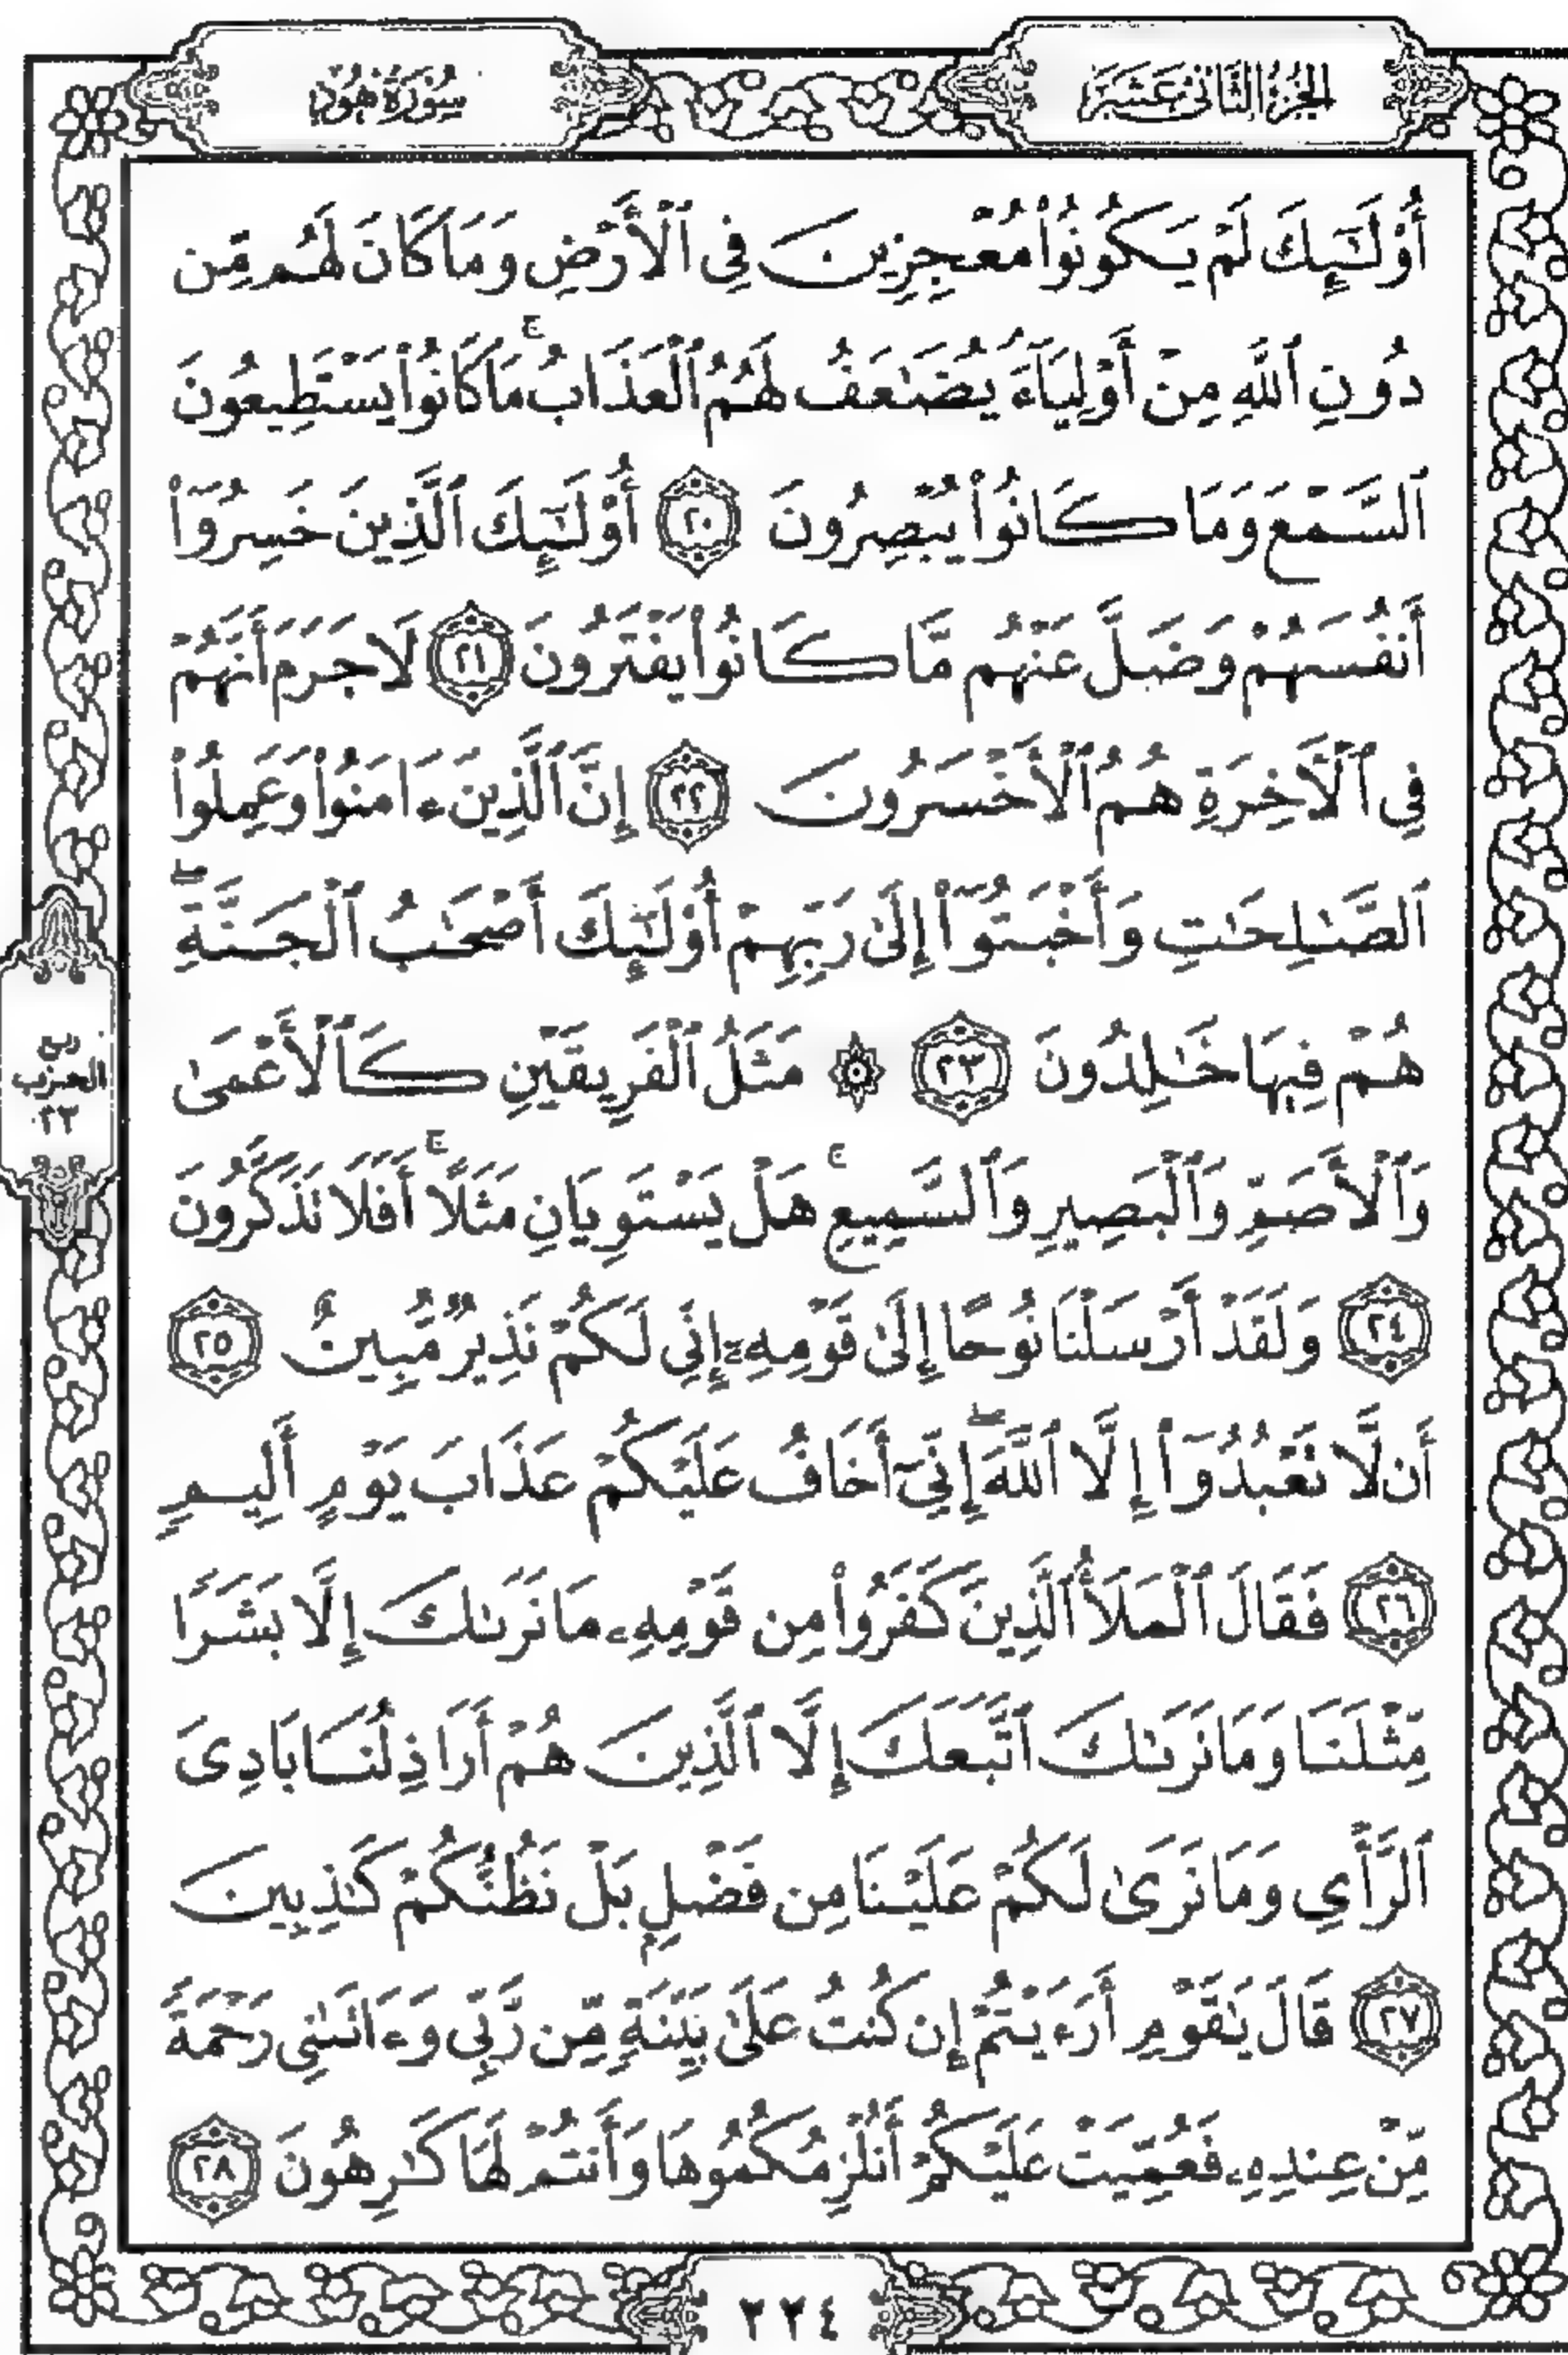 الجزء الثاني عشر
سورة هود
أُوْلَٰٓئِكَ لَمْ يَكُونُوا۟ مُعْجِزِينَ فِى ٱلْأَرْضِ وَمَا كَانَ لَهُم مِّن
دُونِ ٱللَّهِ مِنْ أَوْلِيَآءَ ۘ يُضَٰعَفُ لَهُمُ ٱلْعَذَابُ ۚ مَا كَانُوا۟ يَسْتَطِيعُونَ
ٱلسَّمْعَ وَمَا كَانُوا۟ يُبْصِرُونَ ٢٠ أُوْلَٰٓئِكَ ٱلَّذِينَ خَسِرُوٓا۟
أَنفُسَهُمْ وَضَلَّ عَنْهُم مَّا كَانُوا۟ يَفْتَرُونَ ٢١ لَا جَرَمَ أَنَّهُمْ
فِى ٱلْأَخِرَةِ هُمُ ٱلْأَخْسَرُونَ ٢٢ إِنَّ ٱلَّذِينَ ءَامَنُوا۟ وَعَمِلُوا۟
ٱلصَّٰلِحَٰتِ وَأَخْبَتُوٓا۟ إِلَىٰ رَبِّهِمْ أُوْلَٰٓئِكَ أَصْحَٰبُ ٱلْجَنَّةِ ۖ
هُمْ فِيهَا خَٰلِدُونَ ٢٣ ۞ مَثَلُ ٱلْفَرِيقَيْنِ كَٱلْأَعْمَىٰ
وَٱلْأَصَمِّ وَٱلْبَصِيرِ وَٱلسَّمِيعِ ۚ هَلْ يَسْتَوِيَانِ مَثَلًا ۚ أَفَلَا تَذَكَّرُونَ
٢٤ وَلَقَدْ أَرْسَلْنَا نُوحًا إِلَىٰ قَوْمِهِۦٓ إِنِّى لَكُمْ نَذِيرٌ مُّبِينٌ ٢٥
أَن لَّا تَعْبُدُوٓا۟ إِلَّا ٱللَّهَ ۖ إِنِّىٓ أَخَافُ عَلَيْكُمْ عَذَابَ يَوْمٍ أَلِيمٍ
٢٦ فَقَالَ ٱلْمَلَأُ ٱلَّذِينَ كَفَرُوا۟ مِن قَوْمِهِۦ مَا نَرَىٰكَ إِلَّا بَشَرًا
مِّثْلَنَا وَمَا نَرَىٰكَ ٱتَّبَعَكَ إِلَّا ٱلَّذِينَ هُمْ أَرَاذِلُنَا بَادِىَ
ٱلرَّأْىِ وَمَا نَرَىٰ لَكُمْ عَلَيْنَا مِن فَضْلٍۭ بَلْ نَظُنُّكُمْ كَٰذِبِينَ
٢٧ قَالَ يَٰقَوْمِ أَرَءَيْتُمْ إِن كُنتُ عَلَىٰ بَيِّنَةٍ مِّن رَّبِّى وَءَاتَىٰنِى رَحْمَةً
مِّنْ عِندِهِۦ فَعُمِّيَتْ عَلَيْكُمْ أَنُلْزِمُكُمُوهَا وَأَنتُمْ لَهَا كَٰرِهُونَ ٢٨
ربع
الحزب
٢٣
٢٢٤